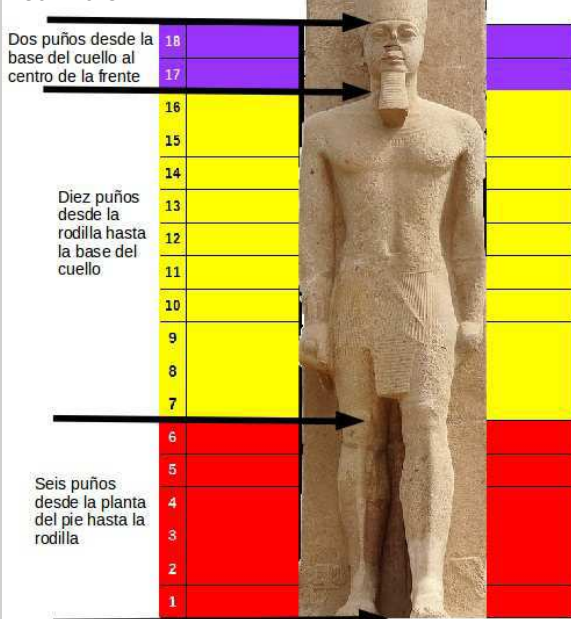 Dos puños desde la
base del cuello al
centro de la frente
18
17
16
15
14
Diez puños
desde la
rodilla hasta
la base del
cuello
13
12
11
10
9
8
7
6
5
Seis puños
desde la planta
del pie hasta la
rodilla
4
3
2
1